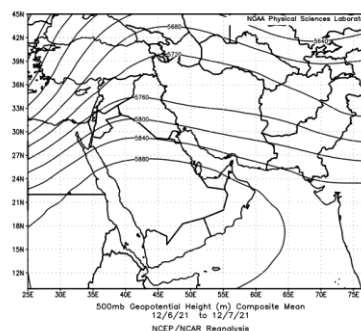 NOAA Physical Sciences Laborat
45N
42N
39N
36N
33N
30N
27N
24N
21N
18N
15N
12N
5680
5720
5640
5760
5800
5840
5880
25E 30E 35E 40E 45E 50E 55E 60E 65E 70E 75E
500mb Geopotential Height (m) Composite Mean
12/6/21 to 12/7/21
NCEP/NCAR Reanalysis